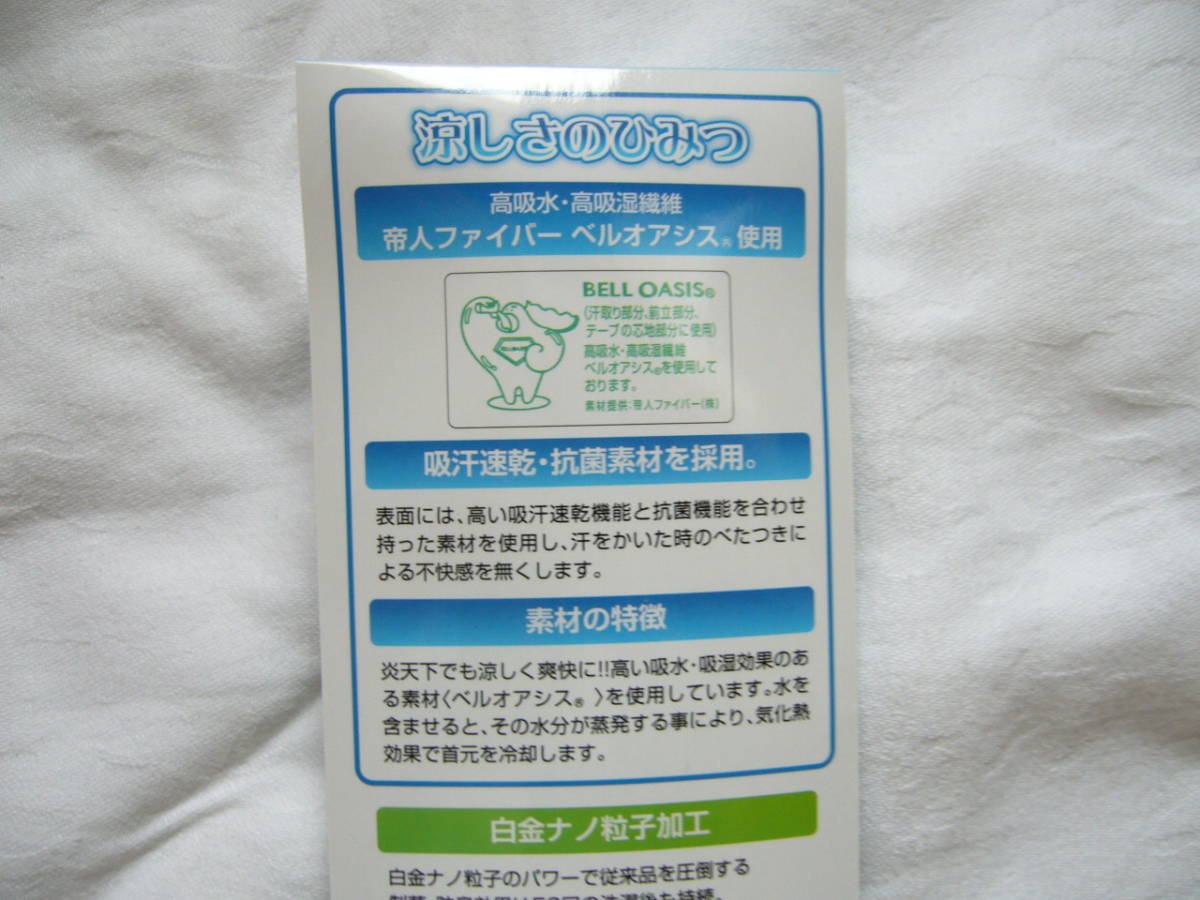 涼しさのひみつ
高吸水・高吸湿繊維
帝人ファイバー ベルオアシス® 使用
BELL OASIS®
(汗取り部分、前立部分、
テープの芯地部分に使用)
高吸水・高吸湿繊維
ベルオアシス®を使用して
おります。
素材提供:帝人ファイバー(株)
吸汗速乾・抗菌素材を採用。
表面には、高い吸汗速乾機能と抗菌機能を合わせ
持った素材を使用し、汗をかいた時のべたつきに
よる不快感を無くします。
素材の特徴
炎天下でも涼しく爽快に!!高い吸水・吸湿効果のあ
る素材〈ベルオアシス® 〉を使用しています。水を
含ませると、その水分が蒸発する事により、気化熱
効果で首元を冷却します。
白金ナノ粒子加工
白金ナノ粒子のパワーで従来品を圧倒する